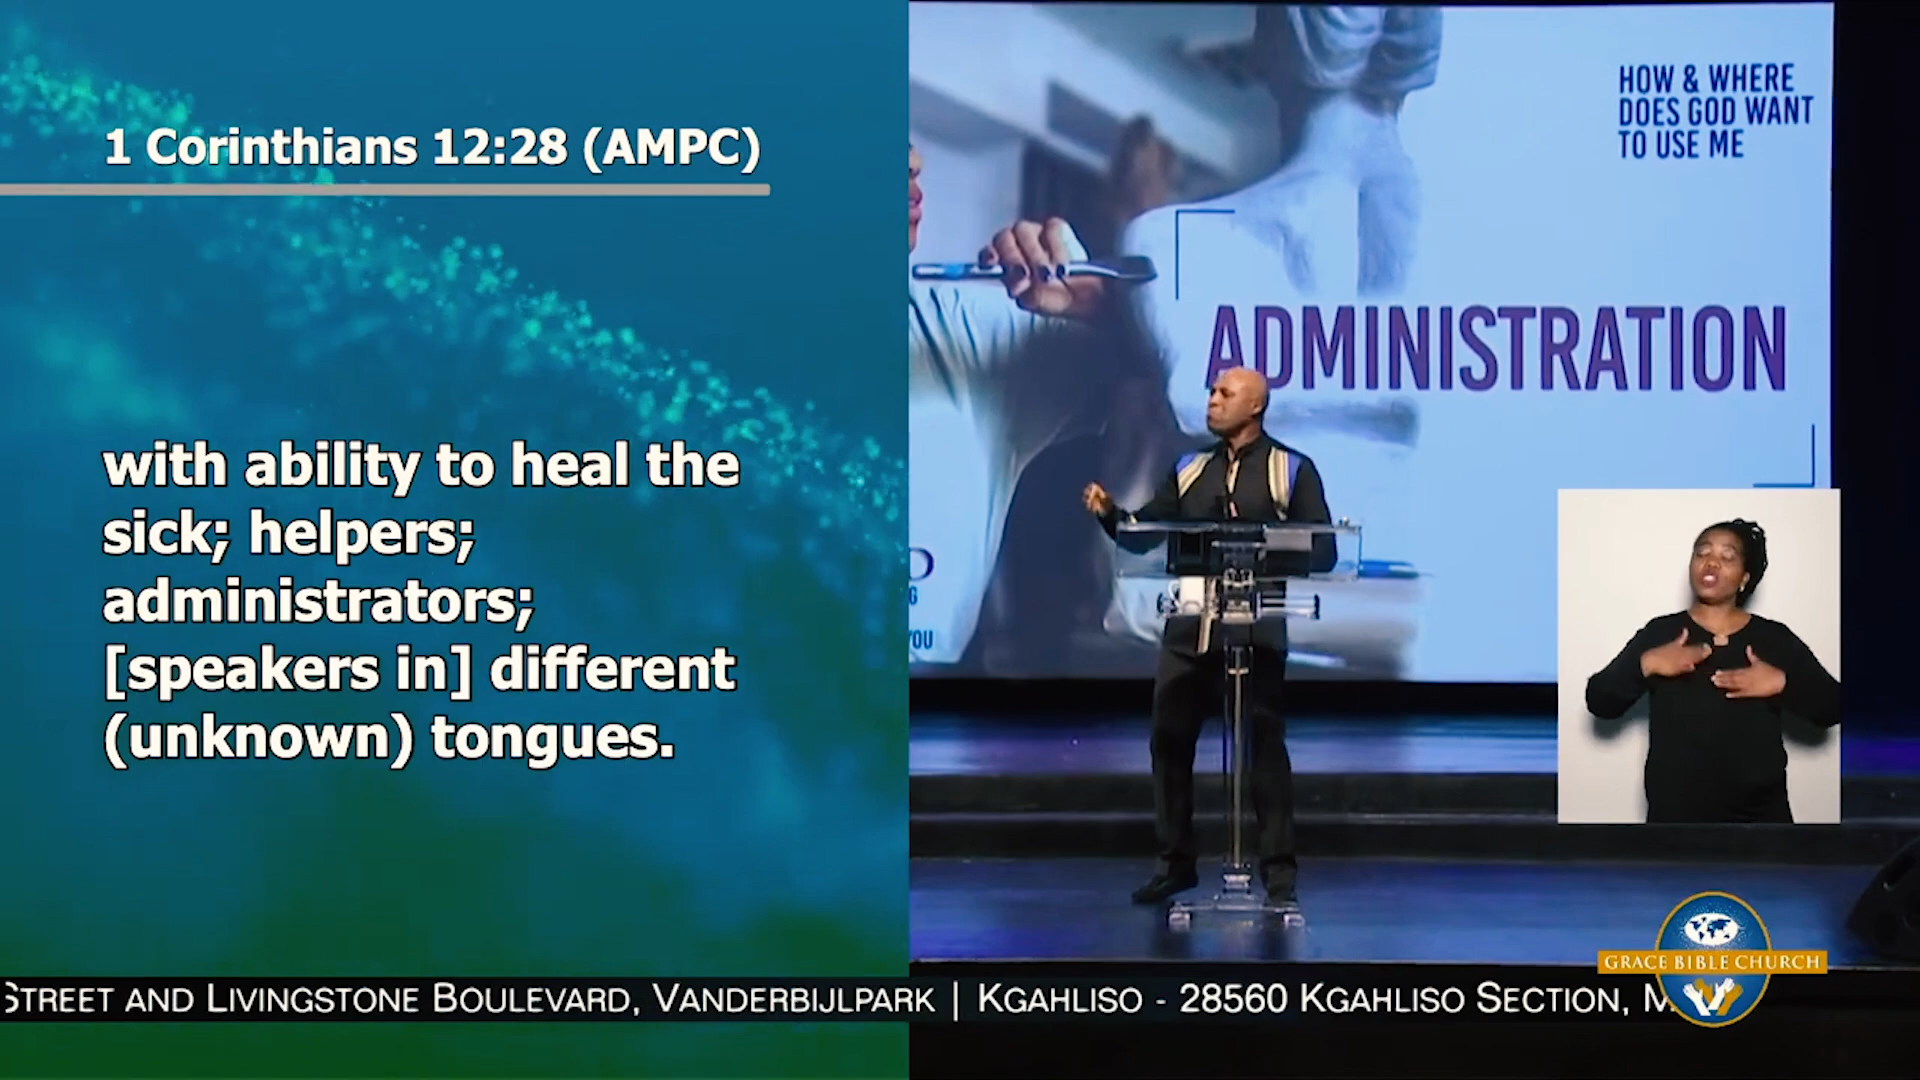 1 Corinthians 12:28 (AMPC)
with ability to heal the
sick; helpers;
administrators;
[speakers in] different
(unknown) tongues.
HOW & WHERE
DOES GOD WANT
TO USE ME
ADMINISTRATION
GRACE BIBLE CHURCH
STREET AND LIVINGSTONE BOULEVARD, VANDERBIJLPARK | KGAHLISO - 28560 KGAHLISO SECTION,